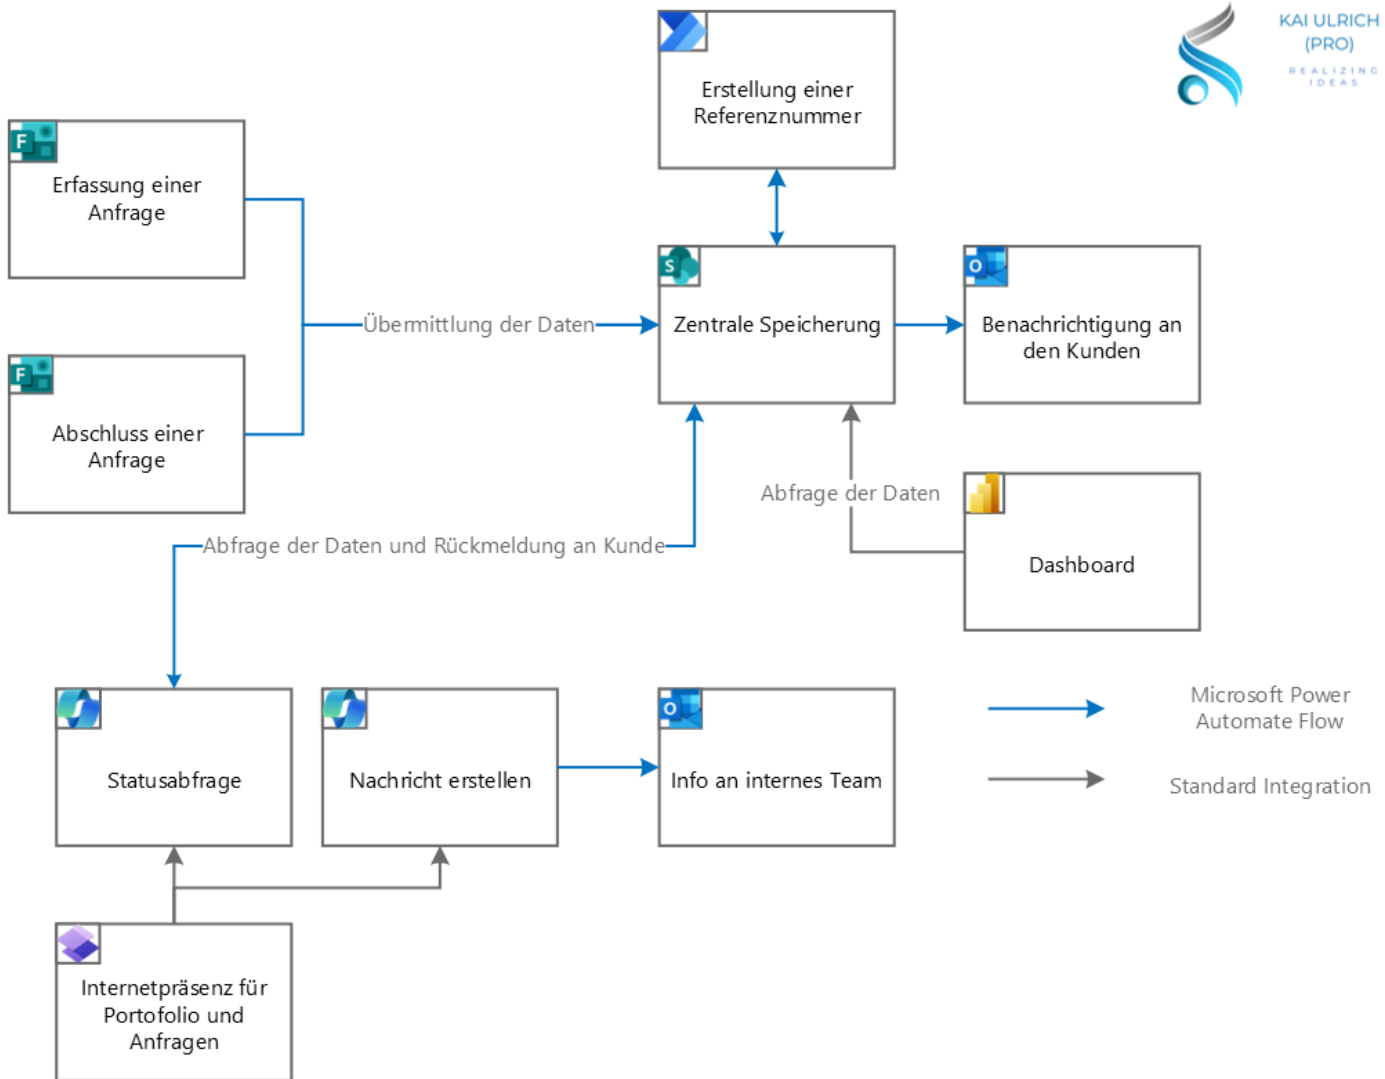 KAI ULRICH
(PRO)
REALIZING
IDEAS
Erstellung einer
Referenznummer
F
Erfassung einer
Anfrage
S
Zentrale Speicherung
O
Benachrichtigung an
den Kunden
Übermittlung der Daten
F
Abschluss einer
Anfrage
Abfrage der Daten
Dashboard
Abfrage der Daten und Rückmeldung an Kunde
Statusabfrage
Nachricht erstellen
O
Info an internes Team
Microsoft Power
Automate Flow
Standard Integration
Internetpräsenz für
Portofolio und
Anfragen